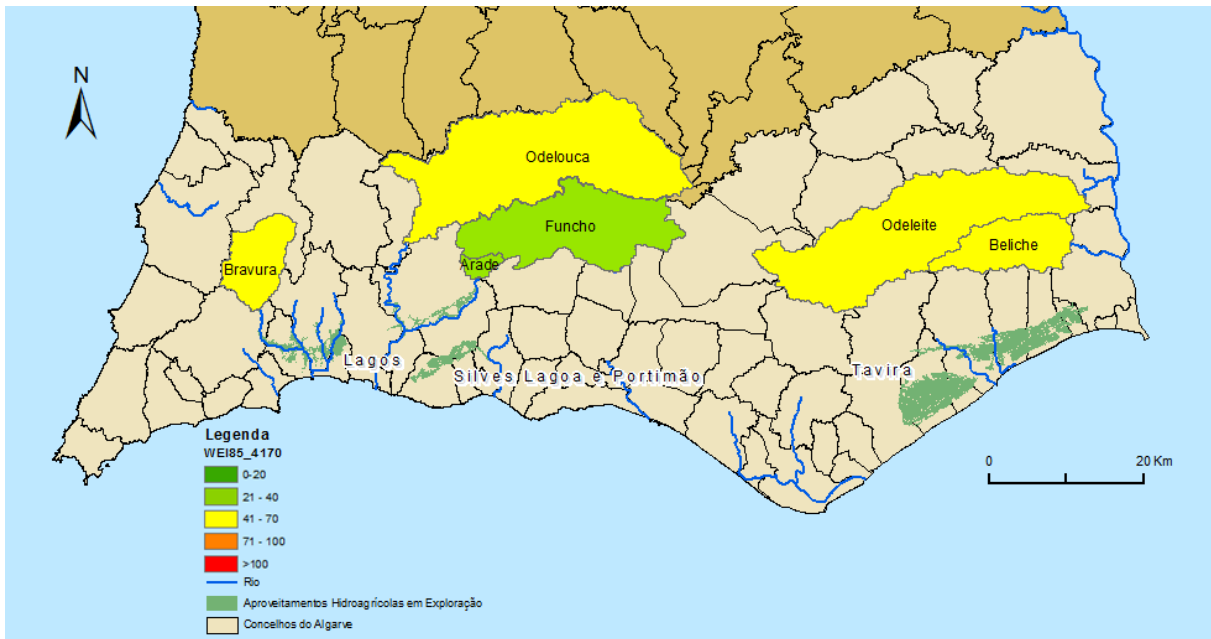 N
Odelouca
Funcho
Odeleite
Beliche
Bravura
Arade
Lagos
Silves, Lagoa e Portimão
Tavira
Legenda
WEI85_4170
0-20
21 - 40
41 - 70
71 - 100
>100
Rio
Aproveitamentos Hidroagrícolas em Exploração
Concelhos do Algarve
0 20 Km